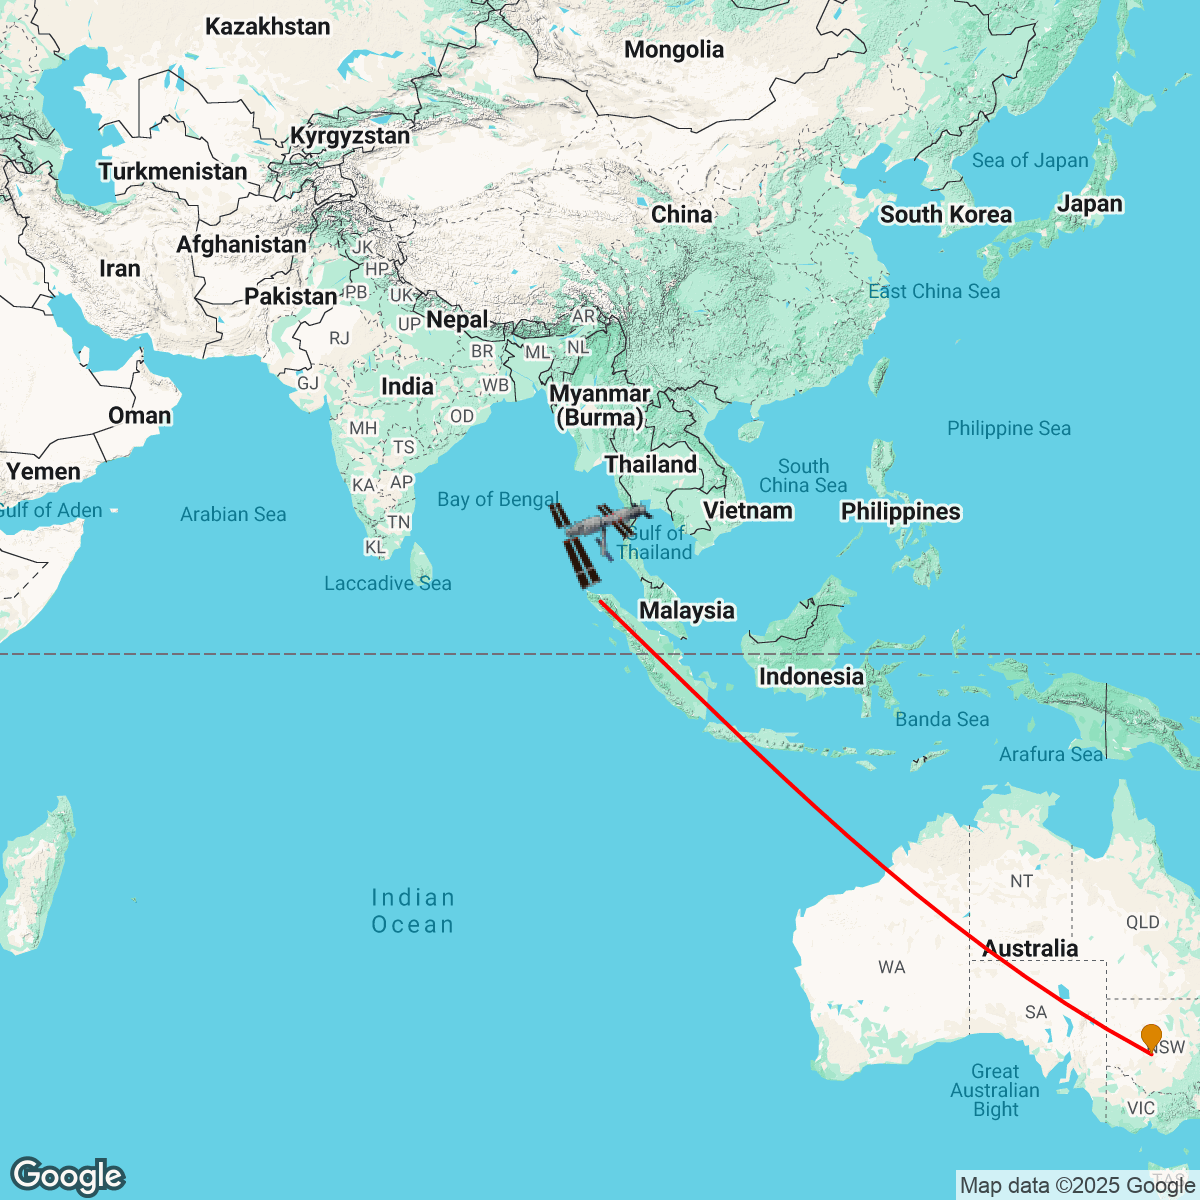 Kazakhstan
Mongolia
Kyrgyzstan
Turkmenistan
Sea of Japan
Japan
China
South Korea
Afghanistan
JK
Iran
HP
Pakistan
PB
UK
East China Sea
Nepal
AR
UP
RJ
BR
ML
NL
GJ
India
WB
Myanmar
(Burma)
Oman
OD
MH
Philippine Sea
TS
Thailand
South
China Sea
Yemen
KA
AP
Bay of Bengal
Gulf of Aden
Arabian Sea
Vietnam
Philippines
TN
Gulf of
Thailand
KL
Laccadive Sea
Malaysia
Indonesia
Banda Sea
Arafura Sea
NT
Indian
Ocean
QLD
Australia
WA
SA
NSW
Great
Australian
Bight
VIC
TAS
Google
Map data ©2025 Google